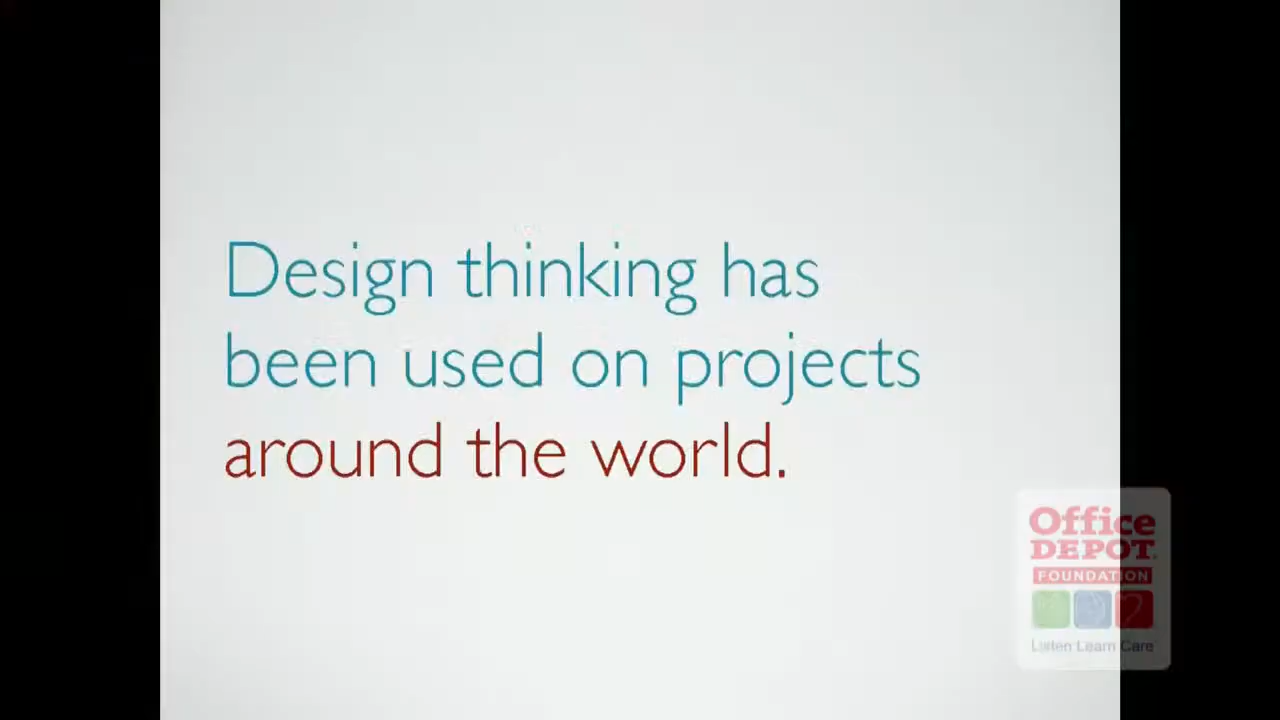 Design thinking has
been used on projects
around the world.
Office
DEPOT.
FOUNDATION
Listen Learn Care